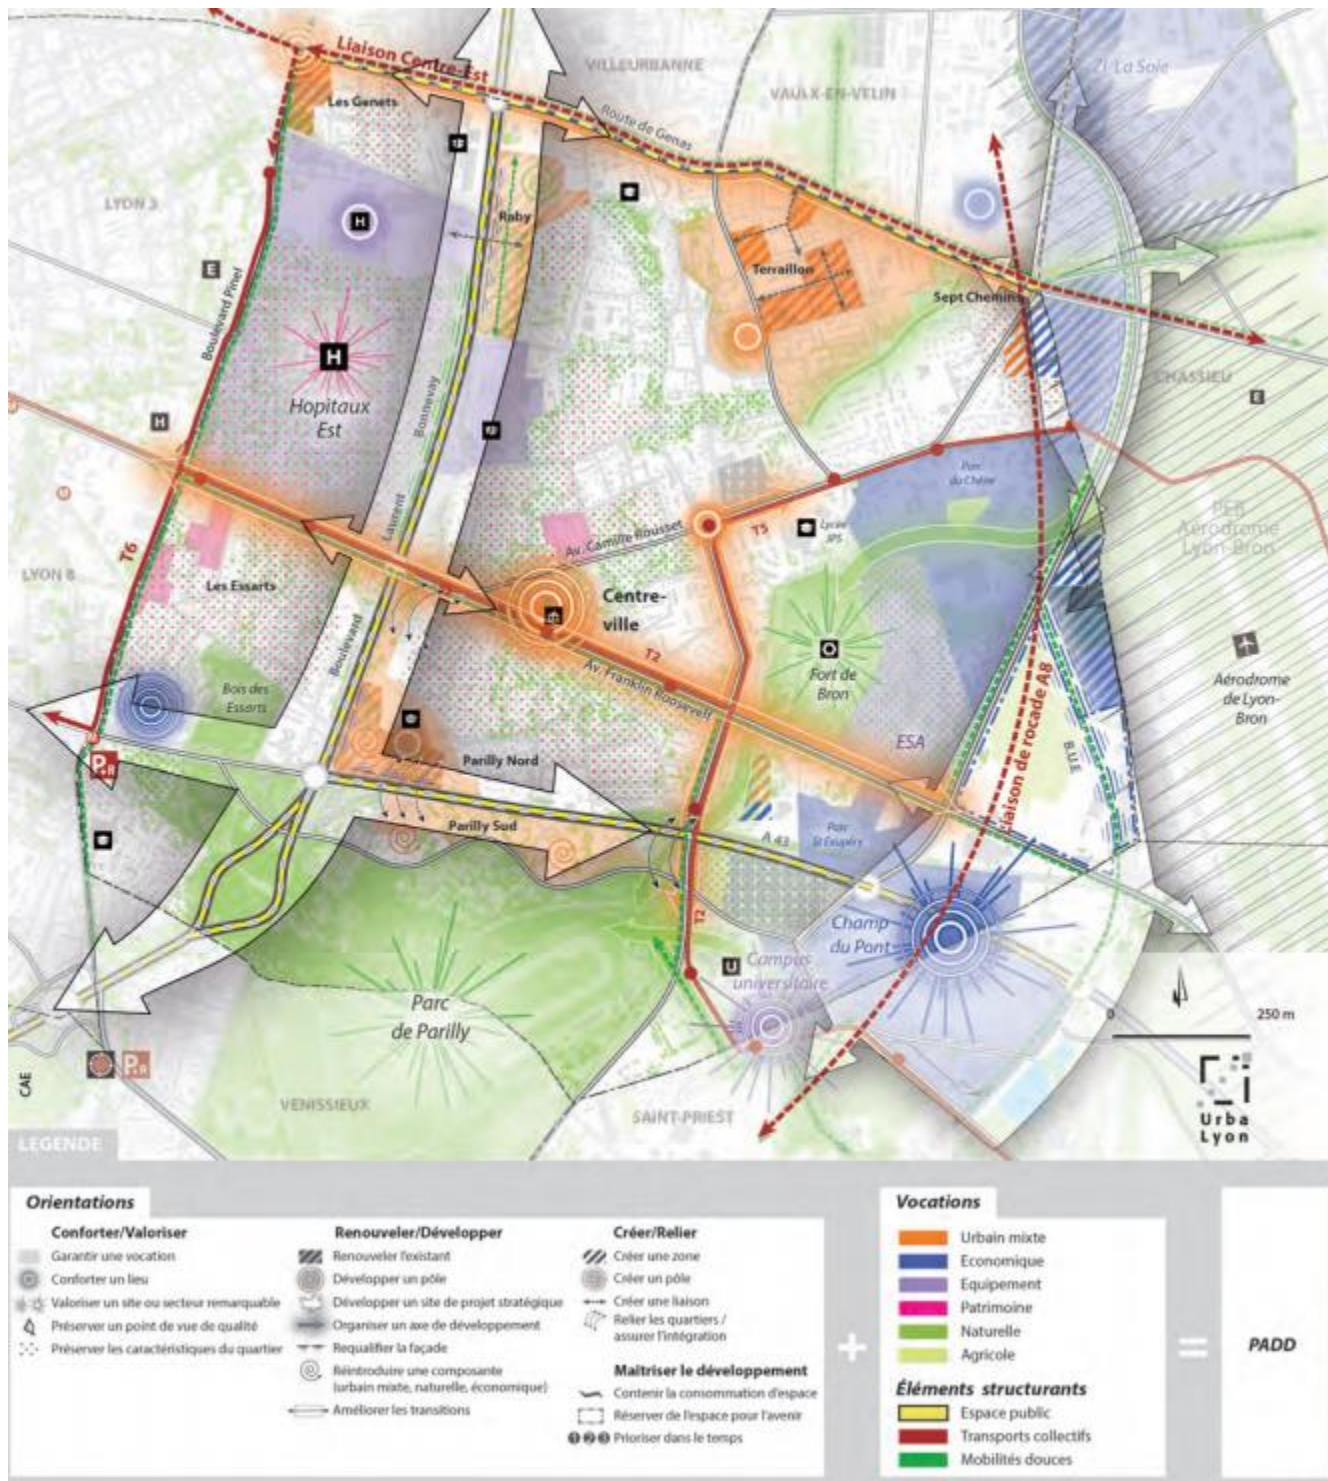 Liaison Centre-Est
VILLEURBANNE
ZI La Soie
VAULX-EN-VELIN
Les Genets
Route de Genas
LYON 3
H
Raby
E
Terraillon
Sept Chemins
Boulevard Pinel
H
Hopitaux
Est
Bonnevay
CHASSIEU
E
H
Parc
du Chêne
Laurent
Av. Camille Rousset
T5
Lycée
JPS
PEB
Aérodrome
Lyon-Bron
T6
LYON 8
Les Essarts
Centre-
ville
T2
Boulevard
Av. Franklin Roosevelt
Fort de
Bron
Bois des
Essarts
Aérodrome
de Lyon-
Bron
ESA
B.U.E
Liaison de rocade A8
P+R
Parilly Nord
Parilly Sud
A 43
Parc
St Exupéry
T2
Champ
du Pont
U
Campus
universitaire
Parc
de Parilly
0
250 m
P+R
CAE
VENISSIEUX
SAINT-PRIEST
Urba
Lyon
LEGENDE
Orientations
Conforter/Valoriser
Garantir une vocation
Conforter un lieu
Valoriser un site ou secteur remarquable
Préserver un point de vue de qualité
Préserver les caractéristiques du quartier
Renouveler/Développer
Renouveler l'existant
Développer un pôle
Développer un site de projet stratégique
Organiser un axe de développement
Requalifier la façade
Réintroduire une composante
(urbain mixte, naturelle, économique)
Améliorer les transitions
Créer/Relier
Créer une zone
Créer un pôle
Créer une liaison
Relier les quartiers /
assurer l'intégration
Maîtriser le développement
Contenir la consommation d'espace
Réserver de l'espace pour l'avenir
1 2 3 Prioriser dans le temps
+
Vocations
Urbain mixte
Economique
Equipement
Patrimoine
Naturelle
Agricole
Éléments structurants
Espace public
Transports collectifs
Mobilités douces
=
PADD